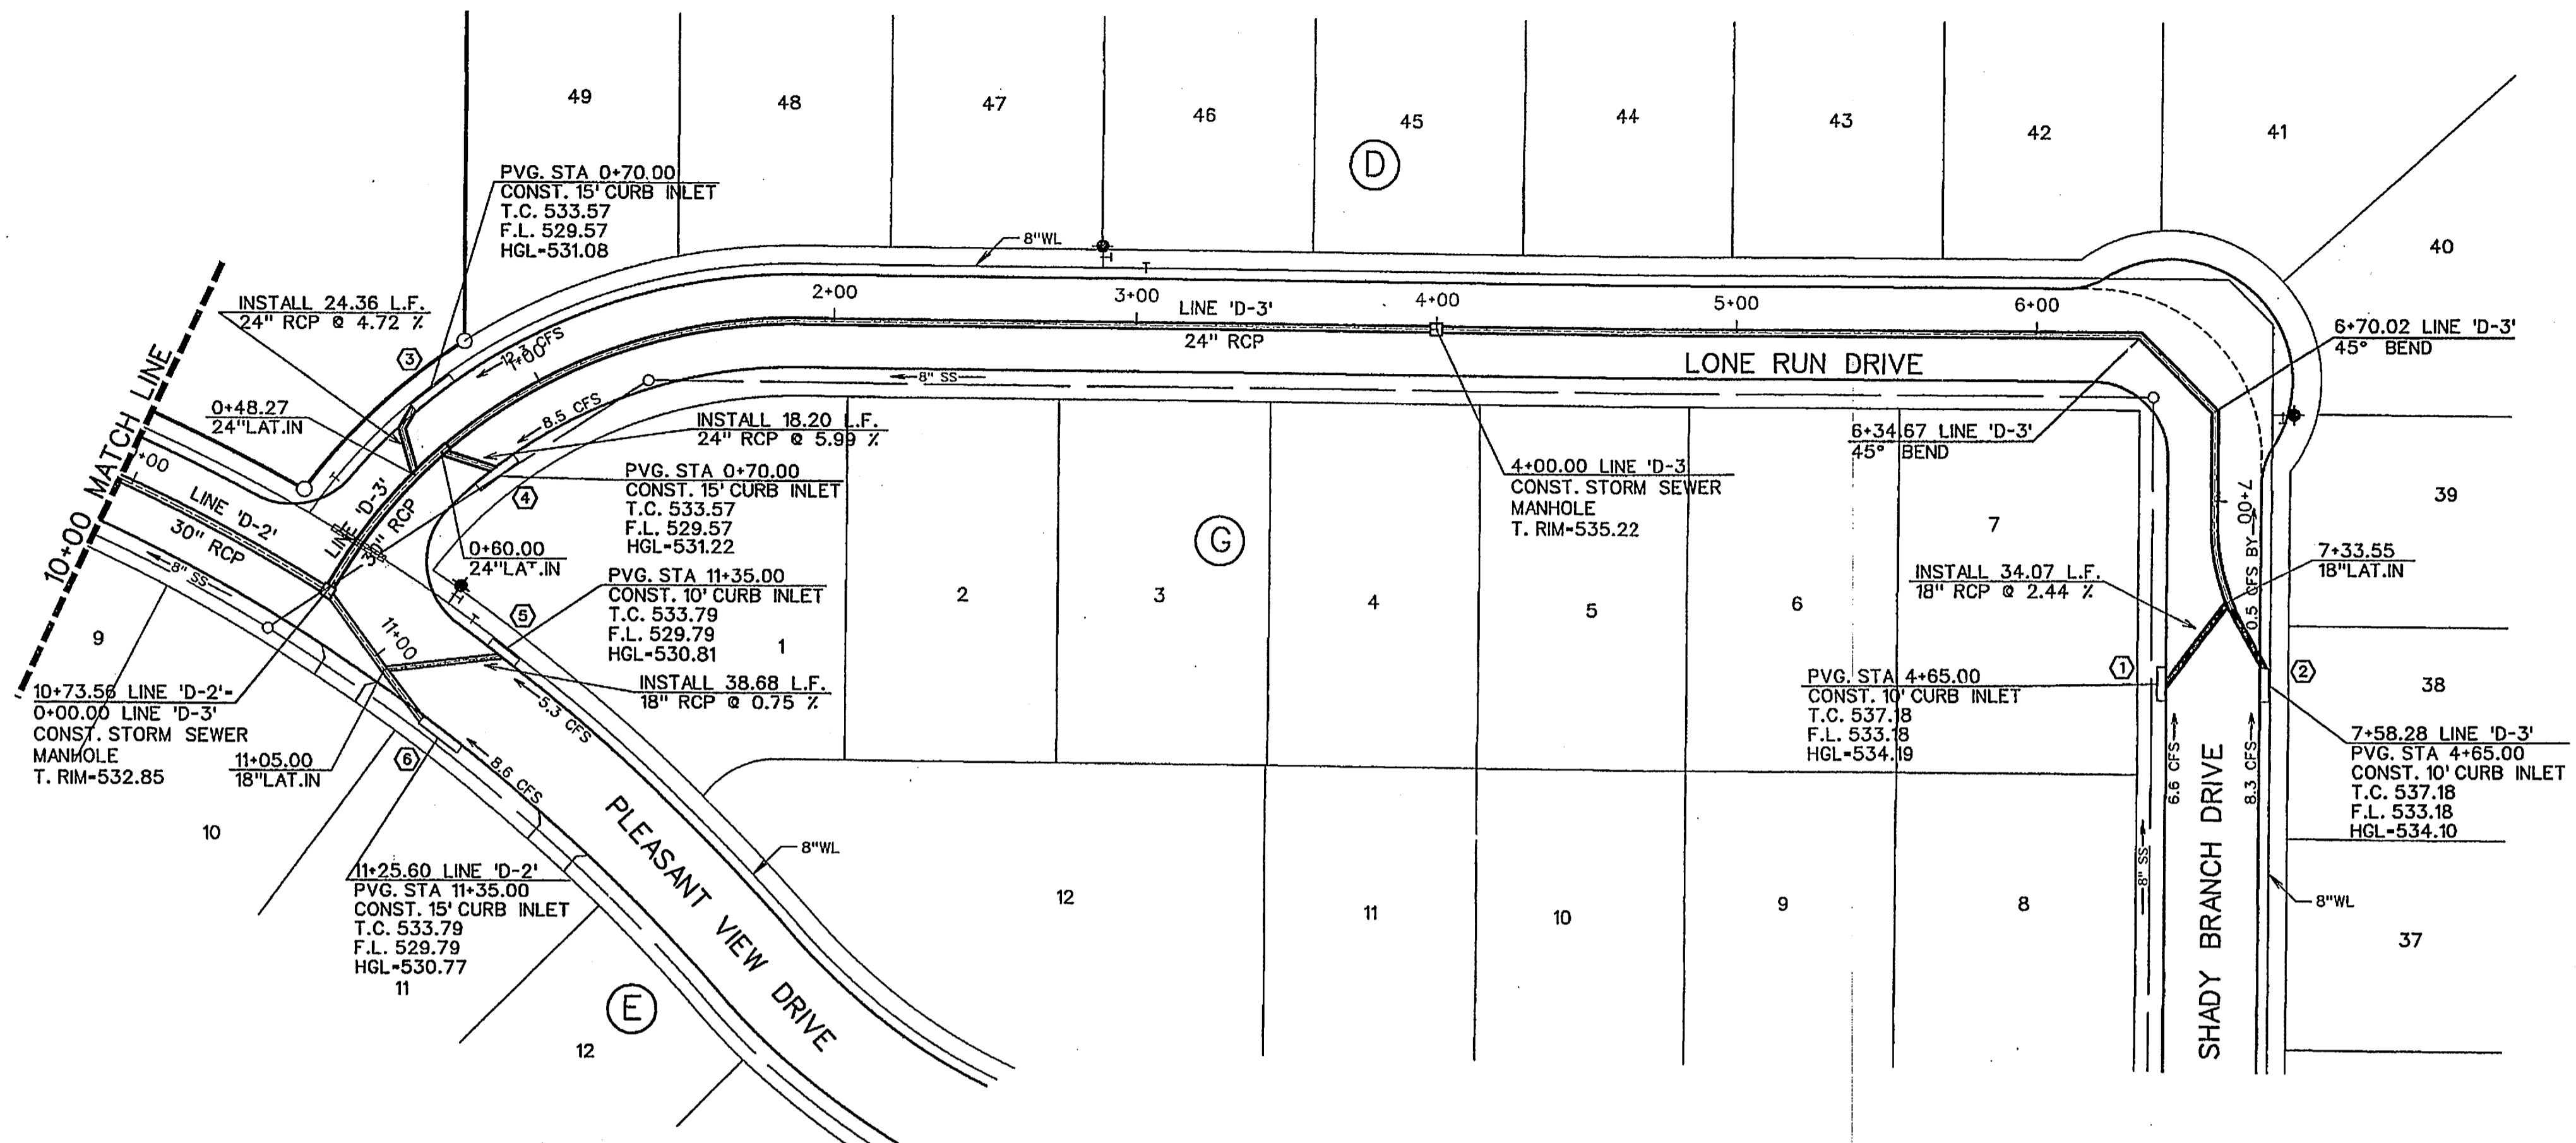 49
48
47
46
45
44
43
42
41
40
39
38
37
D
PVG. STA 0+70.00
CONST. 15' CURB INLET
T.C. 533.57
F.L. 529.57
HGL=531.08
8"WL
INSTALL 24.36 L.F.
24" RCP @ 4.72 %
3
12.3 CFS
1+00
2+00
3+00
LINE 'D-3'
4+00
5+00
6+00
24" RCP
LONE RUN DRIVE
6+70.02 LINE 'D-3'
45° BEND
MATCH LINE
10+00
+00
0+48.27
24"LAT.IN
8" SS
8.5 CFS
INSTALL 18.20 L.F.
24" RCP @ 5.99 %
6+34.67 LINE 'D-3'
45° BEND
PVG. STA 0+70.00
CONST. 15' CURB INLET
T.C. 533.57
F.L. 529.57
HGL=531.22
4
4+00.00 LINE 'D-3
CONST. STORM SEWER
MANHOLE
T. RIM=535.22
LINE 'D-2'
30" RCP
LINE 'D-3'
30" RCP
8" SS
0+60.00
24"LAT.IN
G
7
7+00
0.5 CFS BY
7+33.55
18"LAT.IN
PVG. STA 11+35.00
CONST. 10' CURB INLET
T.C. 533.79
F.L. 529.79
HGL=530.81
5
1
2
3
4
5
6
INSTALL 34.07 L.F.
18" RCP @ 2.44 %
9
11+00
INSTALL 38.68 L.F.
18" RCP @ 0.75 %
5.3 CFS
10+73.56 LINE 'D-2'=
0+00.00 LINE 'D-3'
CONST. STORM SEWER
MANHOLE
T. RIM=532.85
11+05.00
18"LAT.IN
6
8.6 CFS
1
2
PVG. STA 4+65.00
CONST. 10' CURB INLET
T.C. 537.18
F.L. 533.18
HGL=534.19
7+58.28 LINE 'D-3'
PVG. STA 4+65.00
CONST. 10' CURB INLET
T.C. 537.18
F.L. 533.18
HGL=534.10
6.6 CFS
8.3 CFS
10
11+25.60 LINE 'D-2'
PVG. STA 11+35.00
CONST. 15' CURB INLET
T.C. 533.79
F.L. 529.79
HGL=530.77
11
PLEASANT VIEW DRIVE
8"WL
12
11
10
9
8
8" SS
SHADY BRANCH DRIVE
8"WL
E
12